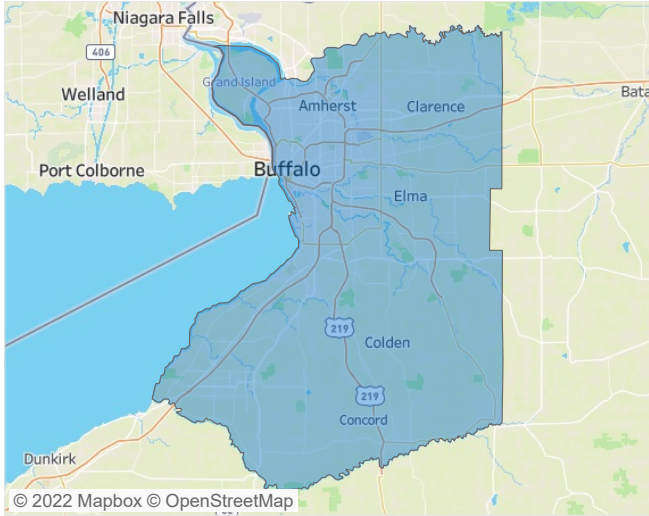 Niagara Falls
406
Grand Island
Welland
Amherst
Clarence
Bata
Port Colborne
Buffalo
Elma
219
Colden
219
Concord
Dunkirk
© 2022 Mapbox © OpenStreetMap